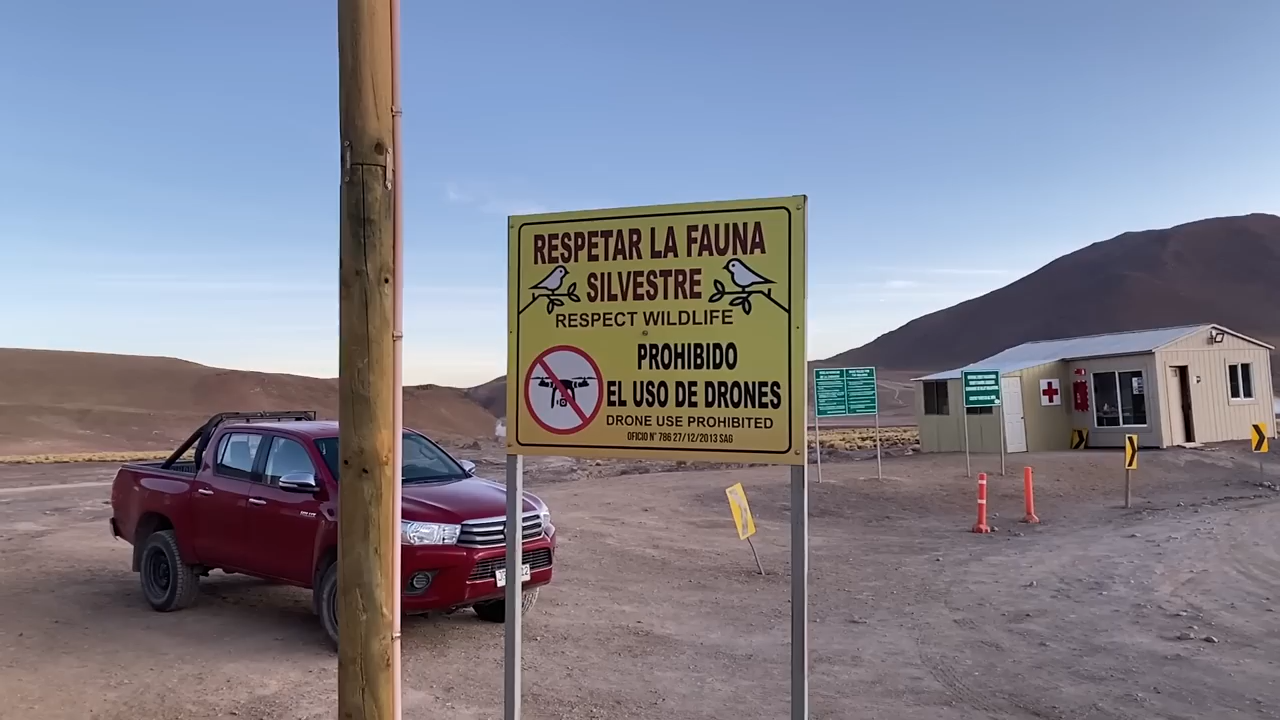 RESPETAR LA FAUNA
SILVESTRE
RESPECT WILDLIFE
PROHIBIDO
EL USO DE DRONES
DRONE USE PROHIBITED
OFICIO N° 786 27/12/2013 SAG